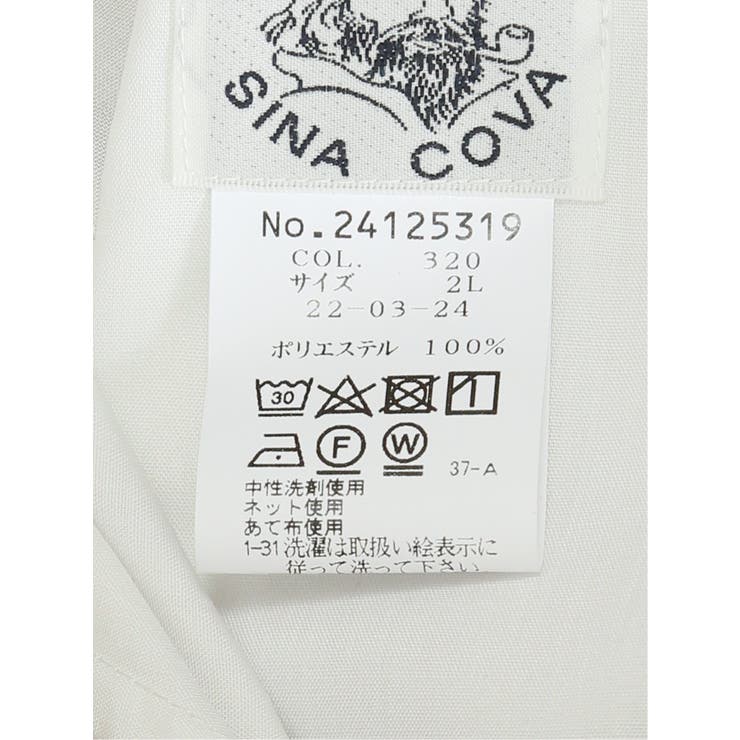 SINA COVA
No.24125319
COL. 320
サイズ 2L
22-03-24
ポリエステル 100%
30
F W 37-A
中性洗剤使用
ネット使用
あて布使用
1-31 洗濯は取扱い絵表示に
従って洗って下さい